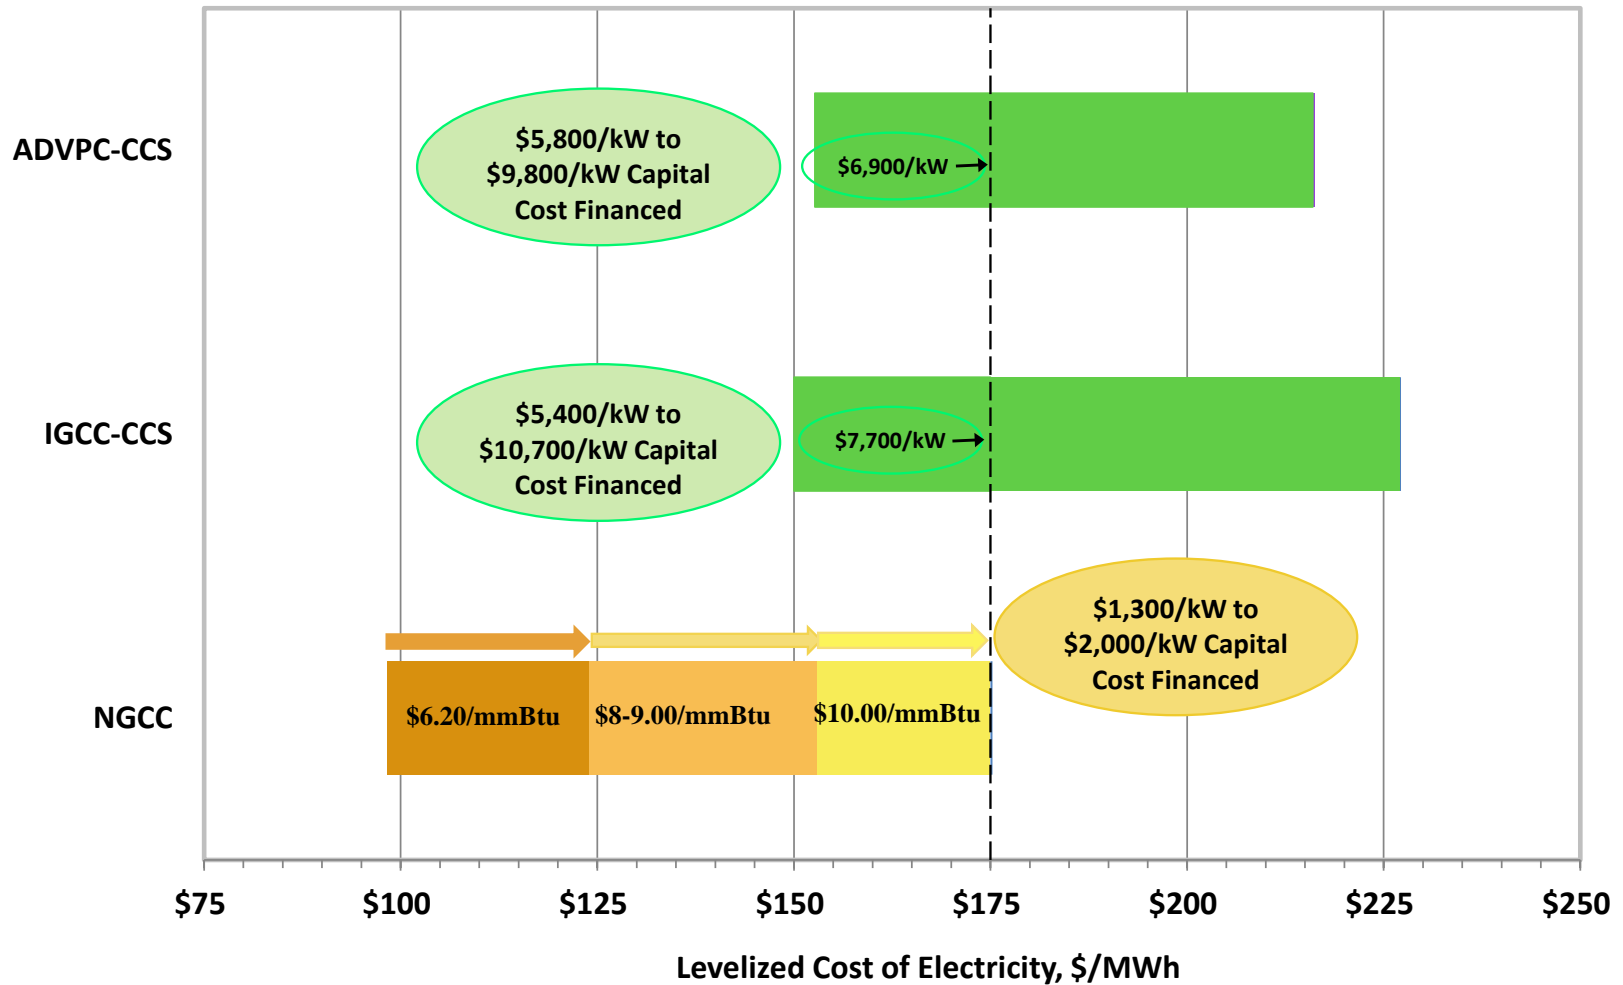 ADVPC-CCS
$5,800/kW to
$9,800/kW Capital
Cost Financed
$6,900/kW
IGCC-CCS
$5,400/kW to
$10,700/kW Capital
Cost Financed
$7,700/kW
$1,300/kW to
$2,000/kW Capital
Cost Financed
NGCC
$6.20/mmBtu
$8-9.00/mmBtu
$10.00/mmBtu
$75 $100 $125 $150 $175 $200 $225 $250
Levelized Cost of Electricity, $/MWh